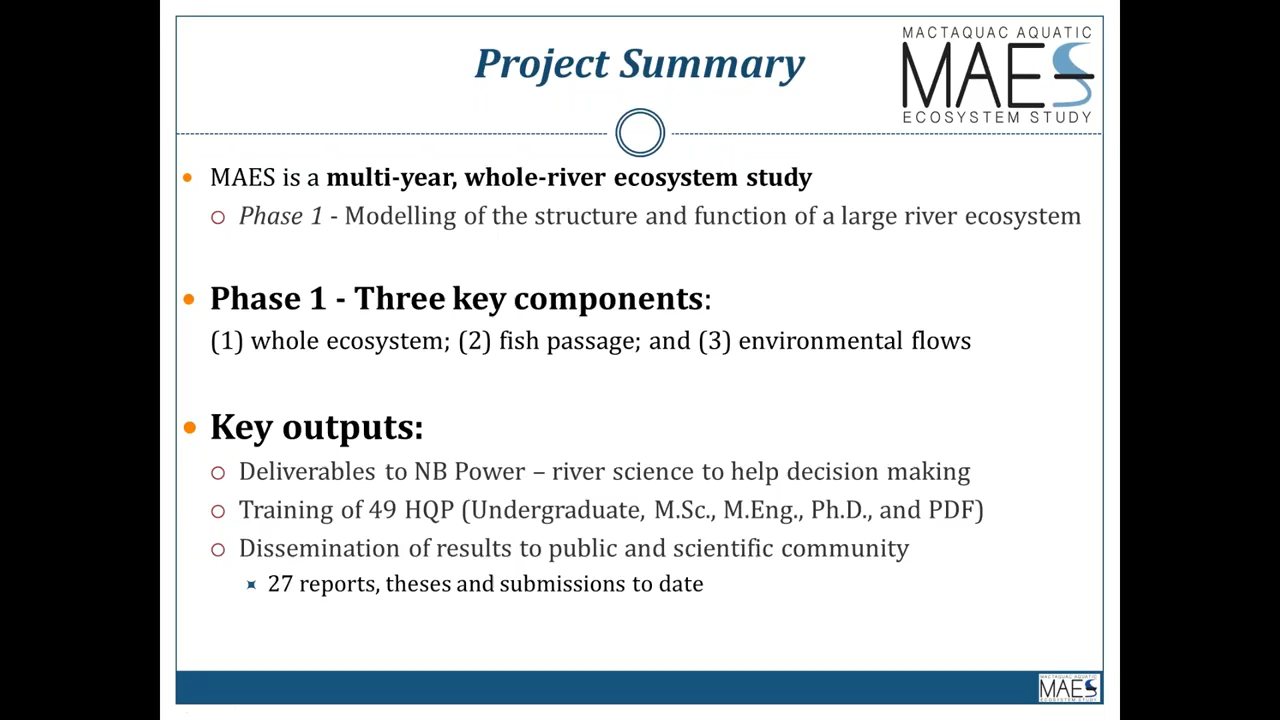 Project Summary
MACTAQUAC AQUATIC
MAES
ECOSYSTEM STUDY
MAES is a multi-year, whole-river ecosystem study
Phase 1 - Modelling of the structure and function of a large river ecosystem
Phase 1 - Three key components:
(1) whole ecosystem; (2) fish passage; and (3) environmental flows
Key outputs:
Deliverables to NB Power – river science to help decision making
Training of 49 HQP (Undergraduate, M.Sc., M.Eng., Ph.D., and PDF)
Dissemination of results to public and scientific community
27 reports, theses and submissions to date
MACTAQUAC AQUATIC
MAES
ECOSYSTEM STUDY